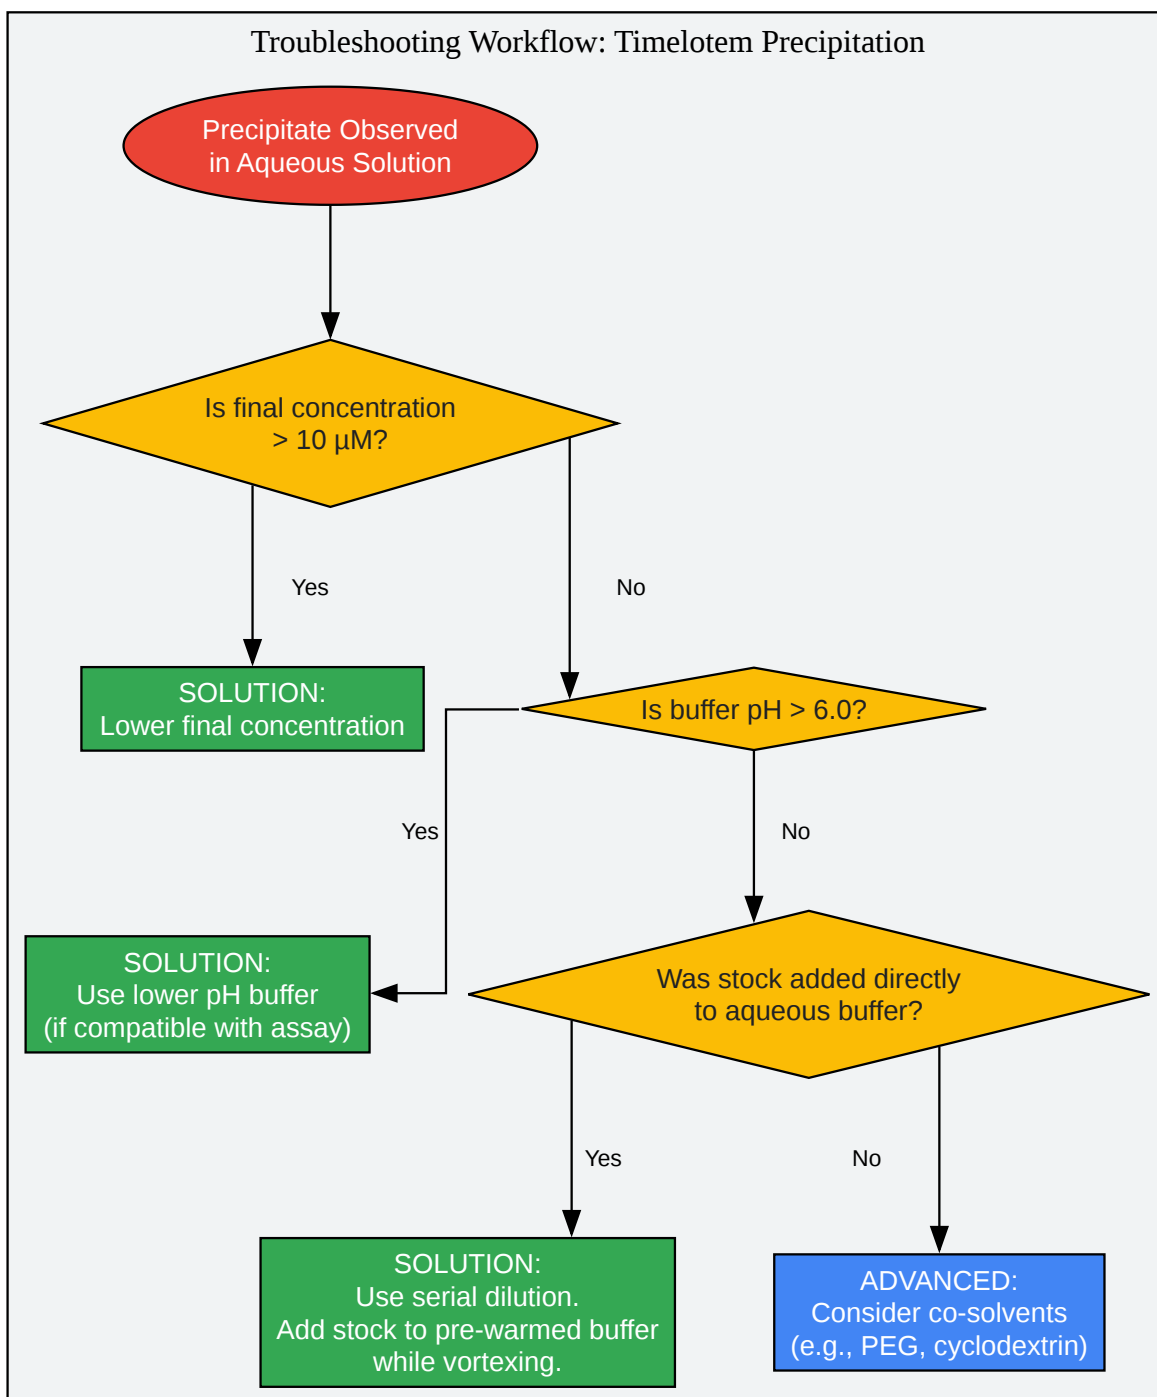 Troubleshooting Workflow: Timelotem Precipitation
Precipitate Observed
in Aqueous Solution
Is final concentration
> 10 µM?
Yes
No
SOLUTION:
Lower final concentration
Is buffer pH > 6.0?
Yes
No
SOLUTION:
Use lower pH buffer
(if compatible with assay)
Was stock added directly
to aqueous buffer?
Yes
No
SOLUTION:
Use serial dilution.
Add stock to pre-warmed buffer
while vortexing.
ADVANCED:
Consider co-solvents
(e.g., PEG, cyclodextrin)